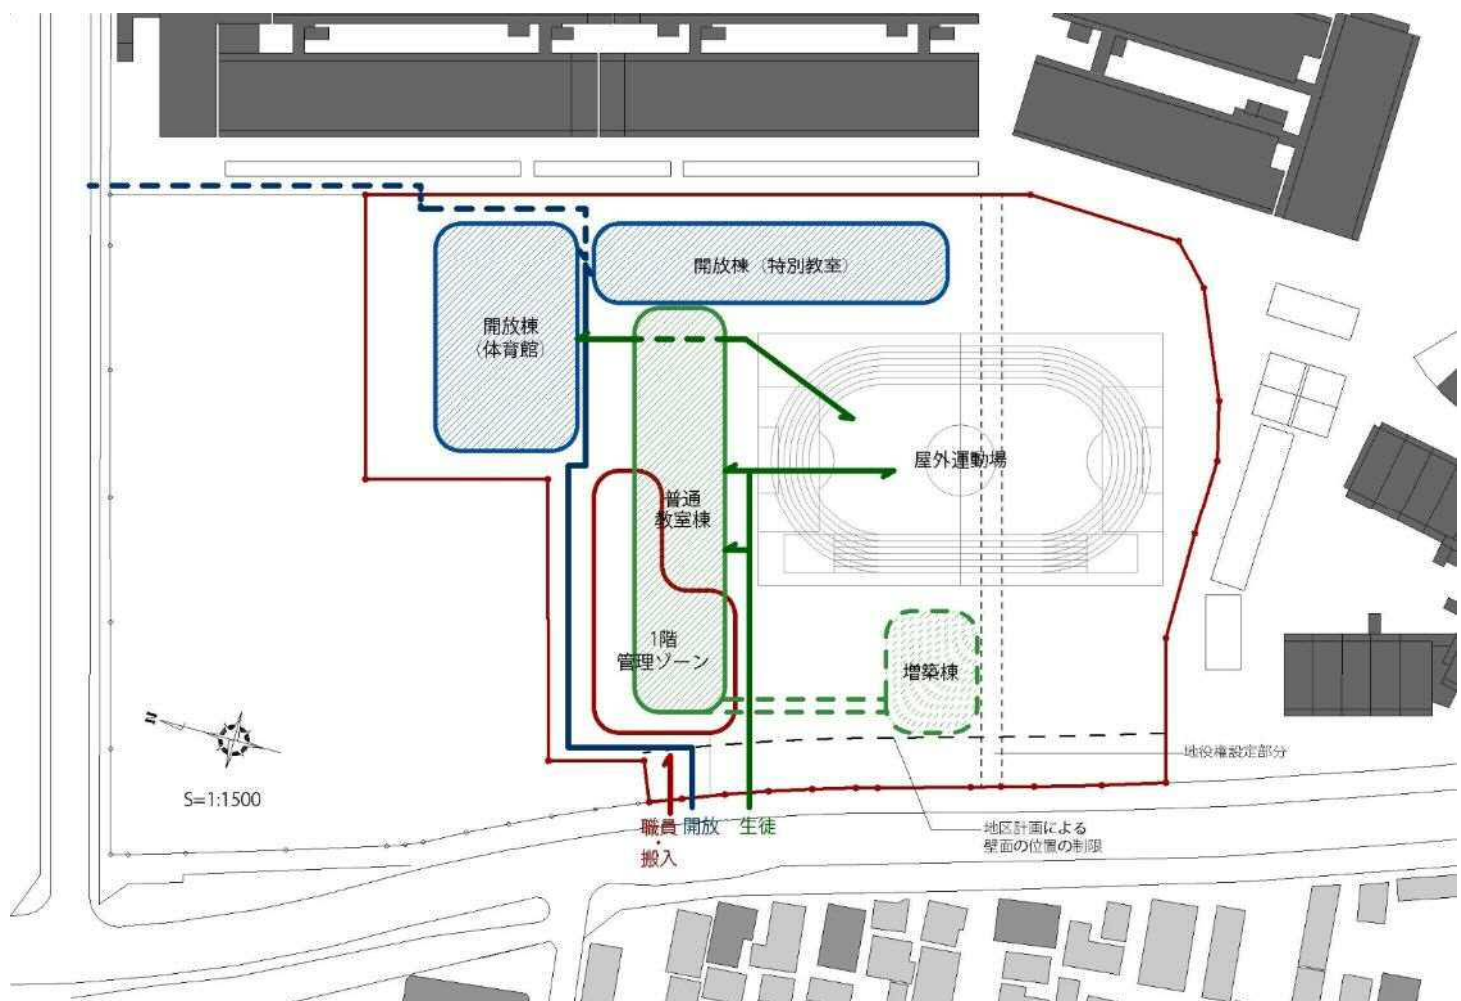 開放棟（特別教室）
開放棟
（体育館）
屋外運動場
普通
教室棟
1階
管理ゾーン
増築棟
N
地役権設定部分
S=1:1500
職員
・
搬入
開放
生徒
地区計画による
壁面の位置の制限